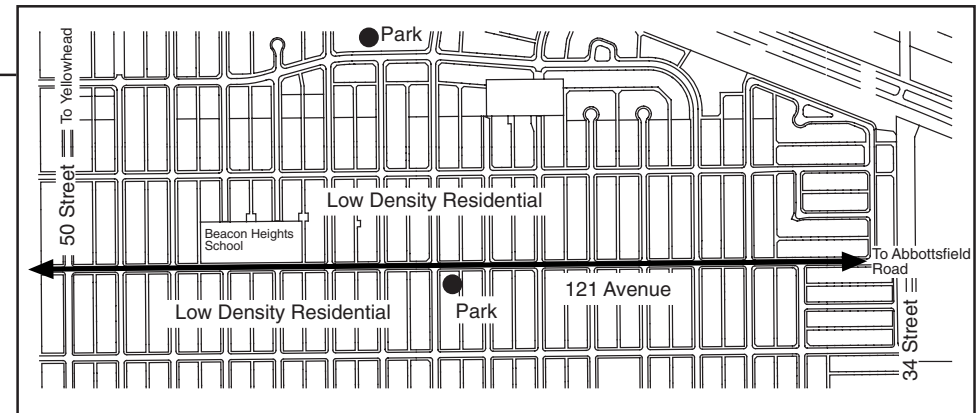 Park
To Yellowhead
50 Street
Low Density Residential
Beacon Heights
School
To Abbottsfield
Road
121 Avenue
Low Density Residential
Park
34 Street